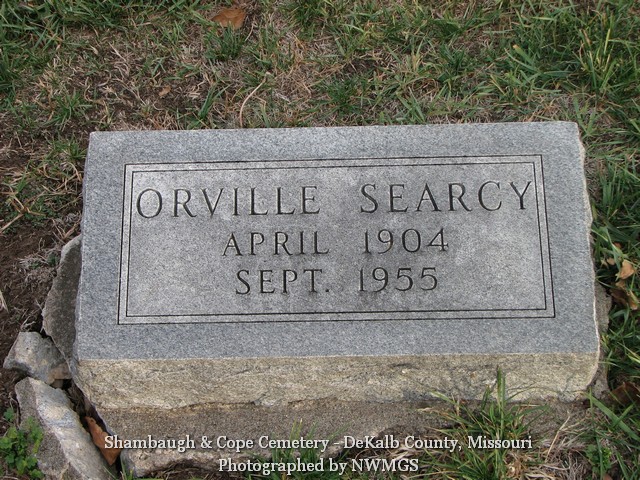 ORVILLE SEARCY
APRIL 1904
SEPT. 1955
Shambaugh & Cope Cemetery - DeKalb County, Missouri
Photographed by NWMGS